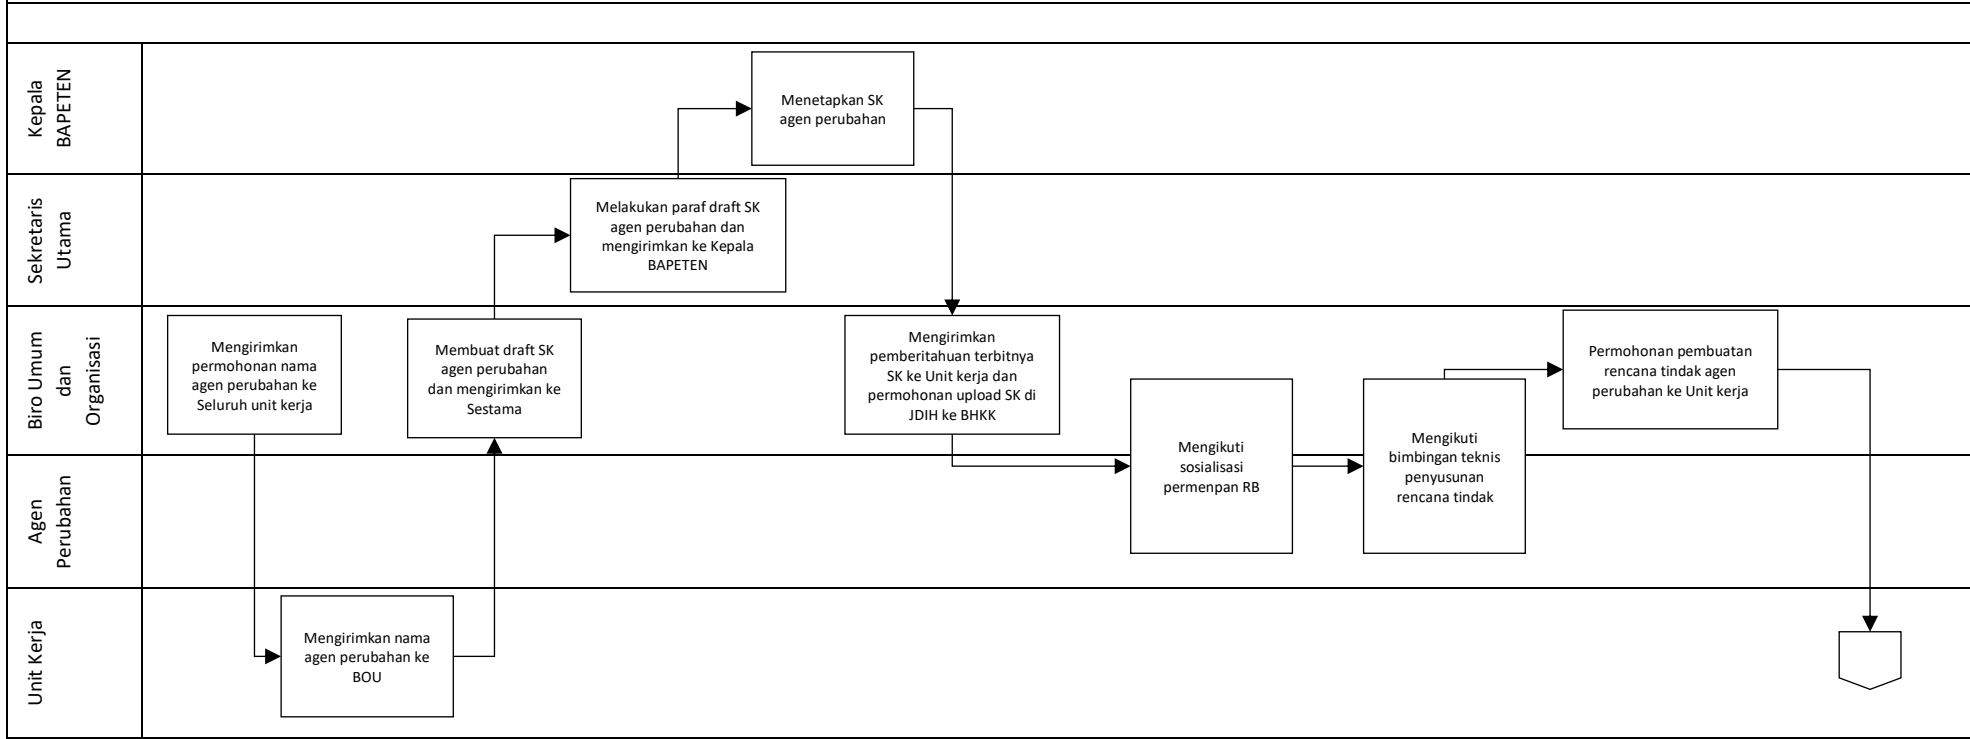 Kepala
BAPETEN
Menetapkan SK
agen perubahan
Sekretaris
Utama
Melakukan paraf draft SK
agen perubahan dan
mengirimkan ke Kepala
BAPETEN
Biro Umum
dan
Organisasi
Mengirimkan
permohonan nama
agen perubahan ke
Seluruh unit kerja
Membuat draft SK
agen perubahan
dan mengirimkan ke
Sestama
Mengirimkan
pemberitahuan terbitnya
SK ke Unit kerja dan
permohonan upload SK di
JDIH ke BHKK
Permohonan pembuatan
rencana tindak agen
perubahan ke Unit kerja
Agen
Perubahan
Mengikuti
sosialisasi
permenpan RB
Mengikuti
bimbingan teknis
penyusunan
rencana tindak
Unit Kerja
Mengirimkan nama
agen perubahan ke
BOU